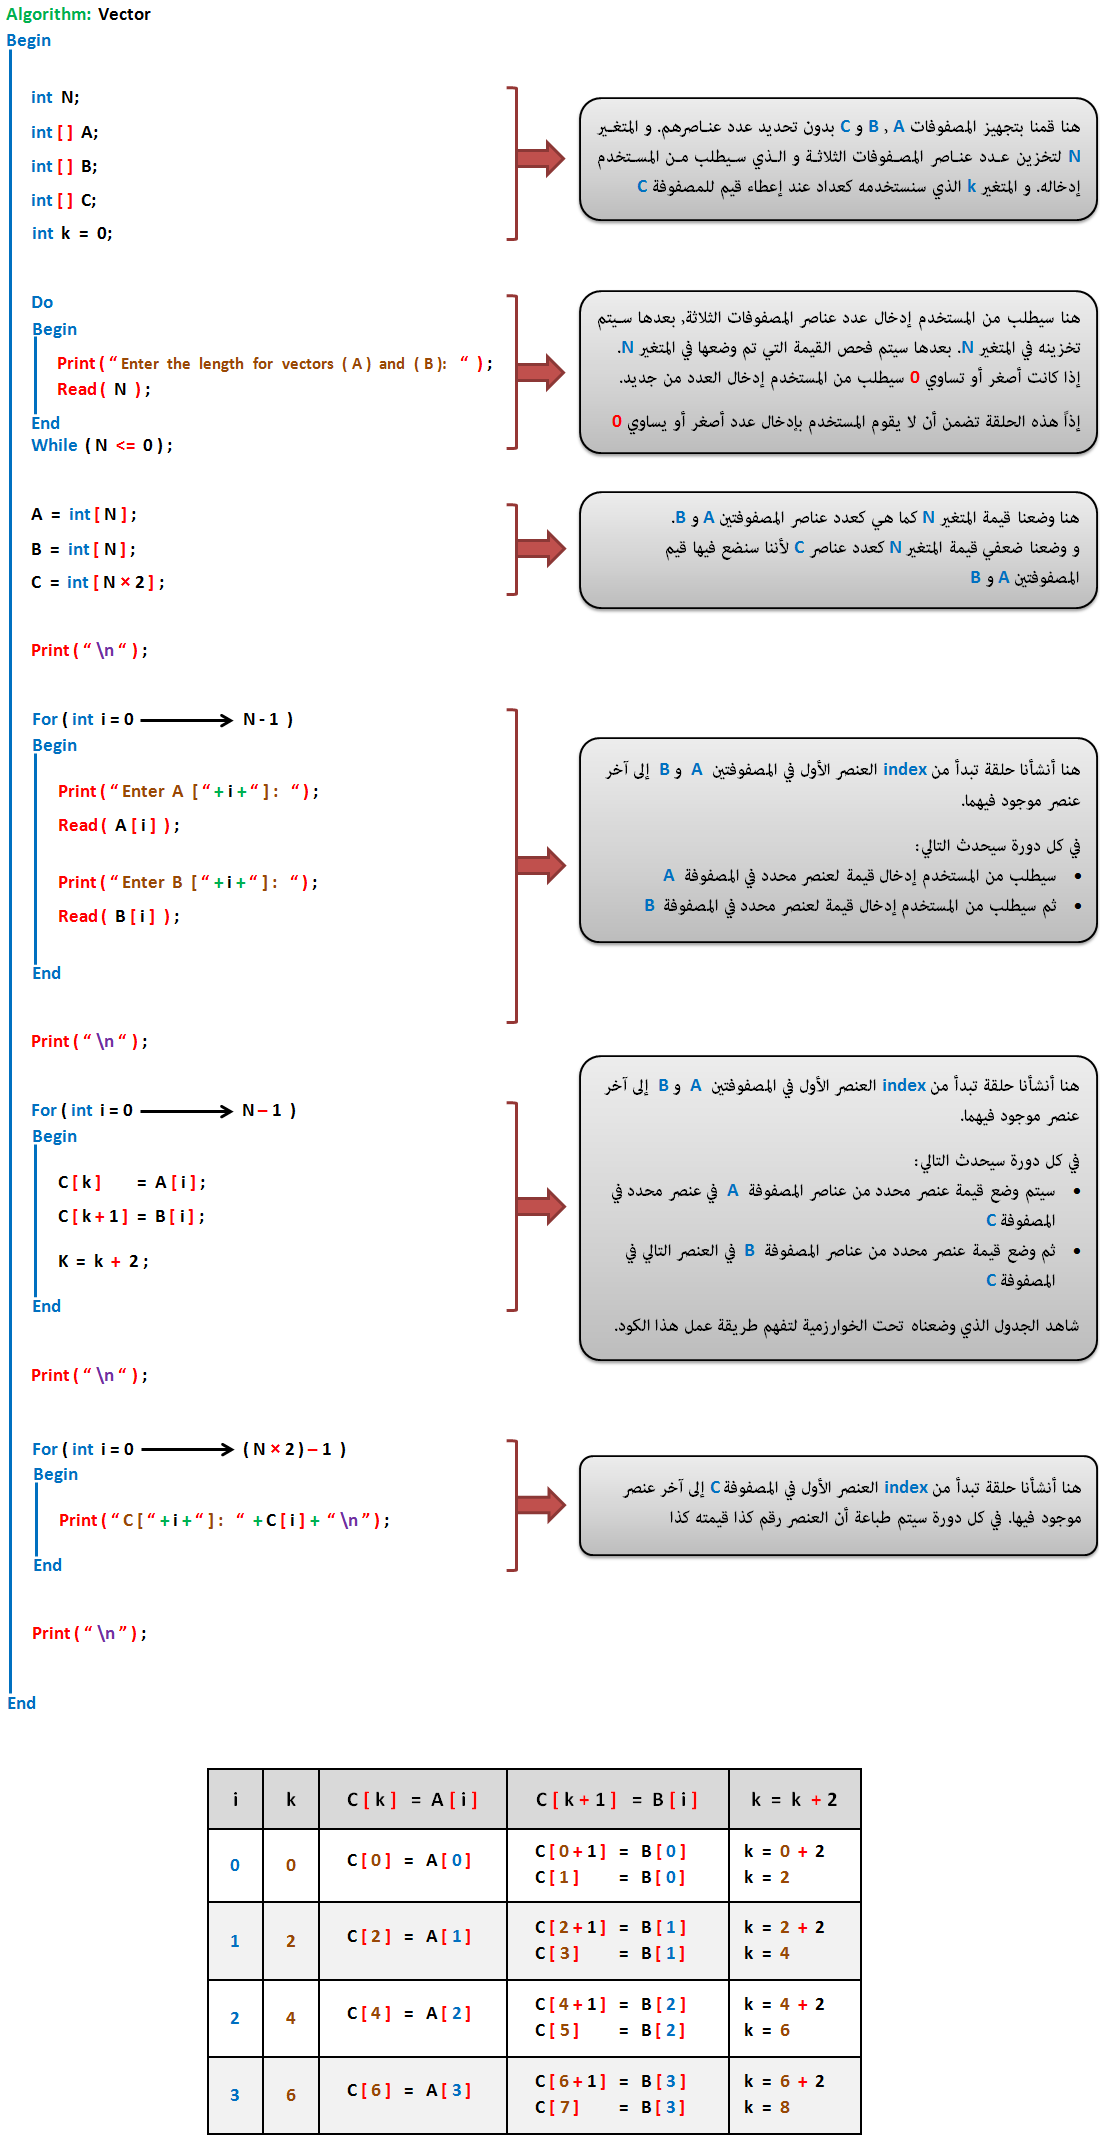 Algorithm: Vector
Begin
int N;
int [ ] A;
int [ ] B;
int [ ] C;
int k = 0;
هنا قمنا بتجهيز المصفوفات A , B و C بدون تحديد عدد عناصرهم. و المتغير
N لتخزين عدد عناصر المصفوفات الثلاثة و الذي سيطلب من المستخدم
إدخاله. و المتغير k الذي سنستخدمه كعداد عند إعطاء قيم للمصفوفة C
Do
Begin
Print ( “ Enter the length for vectors ( A ) and ( B ): “ ) ;
Read ( N ) ;
End
While ( N <= 0 ) ;
هنا سيطلب من المستخدم إدخال عدد عناصر المصفوفات الثلاثة, بعدها سيتم
تخزينه في المتغير N. بعدها سيتم فحص القيمة التي تم وضعها في المتغير N.
إذا كانت أصغر أو تساوي 0 سيطلب من المستخدم إدخال العدد من جديد.
إذاً هذه الحلقة تضمن أن لا يقوم المستخدم بإدخال عدد أصغر أو يساوي 0
A = int [ N ] ;
B = int [ N ] ;
C = int [ N × 2 ] ;
هنا وضعنا قيمة المتغير N كما هي كعدد عناصر المصفوفتين A و B.
و وضعنا ضعفي قيمة المتغير N كعدد عناصر C لأننا سنضع فيها قيم
المصفوفتين A و B
Print ( “ \n “ ) ;
For ( int i = 0 ⟶ N - 1 )
Begin
Print ( “ Enter A [ “ + i + “ ] : “ ) ;
Read ( A [ i ] ) ;
Print ( “ Enter B [ “ + i + “ ] : “ ) ;
Read ( B [ i ] ) ;
End
Print ( “ \n “ ) ;
هنا أنشأنا حلقة تبدأ من index العنصر الأول في المصفوفتين A و B إلى آخر
عنصر موجود فيهما.
في كل دورة سيحدث التالي:
• سيطلب من المستخدم إدخال قيمة لعنصر محدد في المصفوفة A
• ثم سيطلب من المستخدم إدخال قيمة لعنصر محدد في المصفوفة B
For ( int i = 0 ⟶ N – 1 )
Begin
C [ k ] = A [ i ] ;
C [ k + 1 ] = B [ i ] ;
K = k + 2 ;
End
هنا أنشأنا حلقة تبدأ من index العنصر الأول في المصفوفتين A و B إلى آخر
عنصر موجود فيهما.
في كل دورة سيحدث التالي:
• سيتم وضع قيمة عنصر محدد من عناصر المصفوفة A في عنصر محدد في
المصفوفة C
• ثم وضع قيمة عنصر محدد من عناصر المصفوفة B في العنصر التالي في
المصفوفة C
شاهد الجدول الذي وضعناه تحت الخوارزمية لتفهم طريقة عمل هذا الكود.
Print ( “ \n “ ) ;
For ( int i = 0 ⟶ ( N × 2 ) – 1 )
Begin
Print ( “ C [ “ + i + “ ] : “ + C [ i ] + “ \n ” ) ;
End
هنا أنشأنا حلقة تبدأ من index العنصر الأول في المصفوفة C إلى آخر عنصر
موجود فيها. في كل دورة سيتم طباعة أن العنصر رقم كذا قيمته كذا
Print ( “ \n ” ) ;
End
i k C [ k ] = A [ i ] C [ k + 1 ] = B [ i ] k = k + 2
0 0 C [ 0 ] = A [ 0 ] C [ 0 + 1 ] = B [ 0 ] k = 0 + 2
C [ 1 ] = B [ 0 ] k = 2
1 2 C [ 2 ] = A [ 1 ] C [ 2 + 1 ] = B [ 1 ] k = 2 + 2
C [ 3 ] = B [ 1 ] k = 4
2 4 C [ 4 ] = A [ 2 ] C [ 4 + 1 ] = B [ 2 ] k = 4 + 2
C [ 5 ] = B [ 2 ] k = 6
3 6 C [ 6 ] = A [ 3 ] C [ 6 + 1 ] = B [ 3 ] k = 6 + 2
C [ 7 ] = B [ 3 ] k = 8